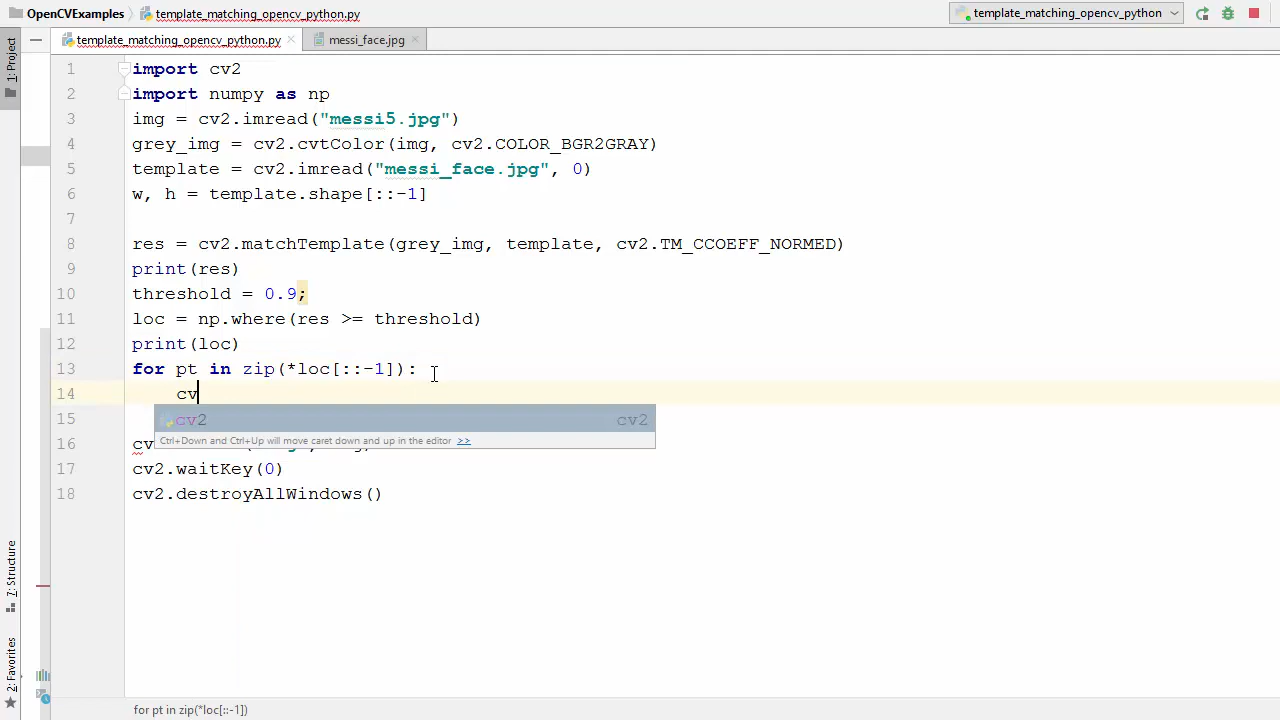 OpenCVExamples template_matching_opencv_python.py template_matching_opencv_python
template_matching_opencv_python.py messi_face.jpg
1: Project
1 import cv2
2 import numpy as np
3 img = cv2.imread("messi5.jpg")
4 grey_img = cv2.cvtColor(img, cv2.COLOR_BGR2GRAY)
5 template = cv2.imread("messi_face.jpg", 0)
6 w, h = template.shape[::-1]
7
8 res = cv2.matchTemplate(grey_img, template, cv2.TM_CCOEFF_NORMED)
9 print(res)
10 threshold = 0.9;
11 loc = np.where(res >= threshold)
12 print(loc)
13 for pt in zip(*loc[::-1]):
14 cv
cv2 cv2
15
Ctrl+Down and Ctrl+Up will move caret down and up in the editor >>
16 cv
17 cv2.waitKey(0)
18 cv2.destroyAllWindows()
7: Structure
2: Favorites
for pt in zip(*loc[::-1])